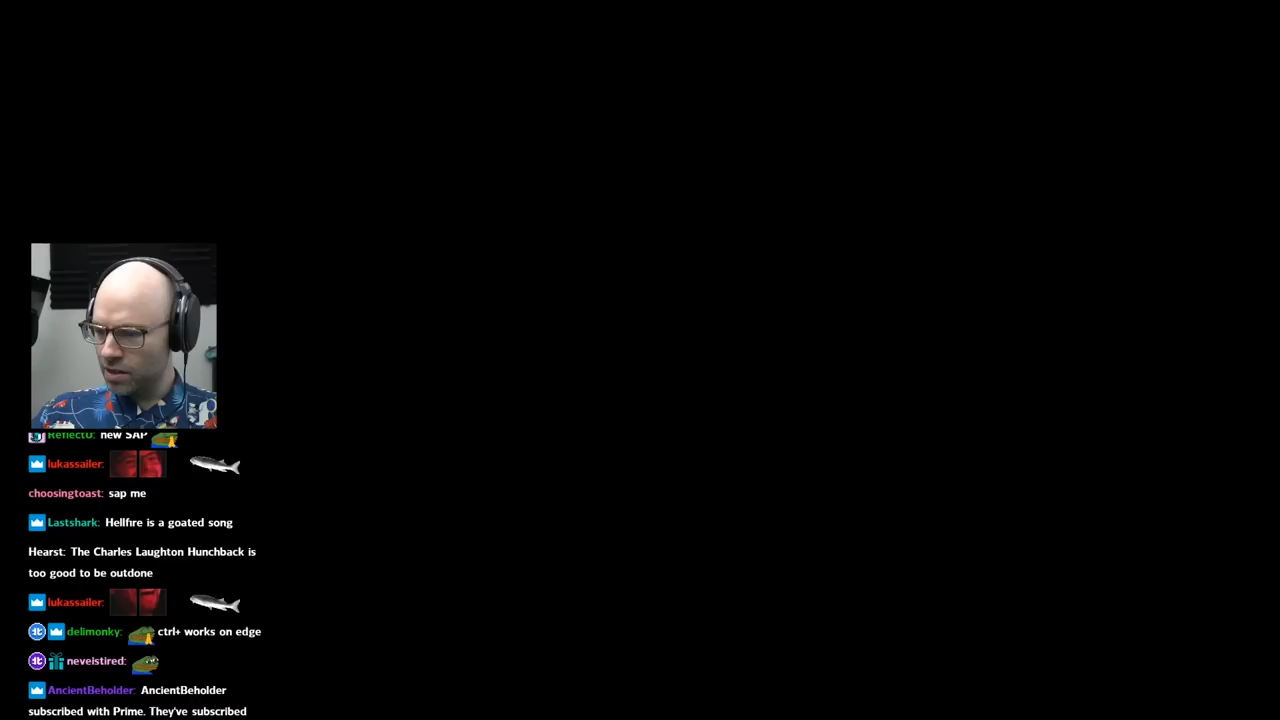 ReflectO: new SAP
lukassailer:
choosingtoast: sap me
Lastshark: Hellfire is a goated song
Hearst: The Charles Laughton Hunchback is
too good to be outdone
lukassailer:
delimonky: ctrl+ works on edge
neveistired:
AncientBeholder: AncientBeholder
subscribed with Prime. They've subscribed